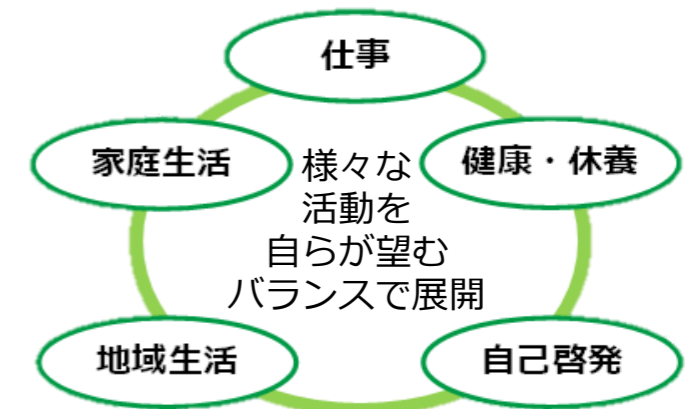 仕事
家庭生活
健康・休養
様々な
活動を
自らが望む
バランスで展開
地域生活
自己啓発